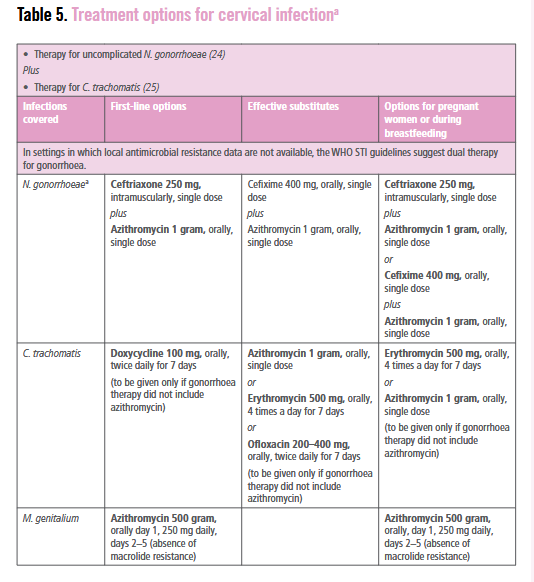 Table 5. Treatment options for cervical infectionª
• Therapy for uncomplicated N. gonorrhoeae (24)
Plus
• Therapy for C. trachomatis (25)
Infections
covered
First-line options
Effective substitutes
Options for pregnant
women or during
breastfeeding
In settings in which local antimicrobial resistance data are not available, the WHO STI guidelines suggest dual therapy
for gonorrhoea.
N. gonorrhoeaeª
Ceftriaxone 250 mg,
intramuscularly, single dose
plus
Azithromycin 1 gram, orally,
single dose
Cefixime 400 mg, orally, single
dose
plus
Azithromycin 1 gram, orally,
single dose
Ceftriaxone 250 mg,
intramuscularly, single dose
plus
Azithromycin 1 gram, orally,
single dose
or
Cefixime 400 mg, orally,
single dose
plus
Azithromycin 1 gram, orally,
single dose
C. trachomatis
Doxycycline 100 mg, orally,
twice daily for 7 days
(to be given only if gonorrhoea
therapy did not include
azithromycin)
Azithromycin 1 gram, orally,
single dose
or
Erythromycin 500 mg, orally,
4 times a day for 7 days
or
Ofloxacin 200–400 mg,
orally, twice daily for 7 days
(to be given only if gonorrhoea
therapy did not include
azithromycin)
Erythromycin 500 mg, orally,
4 times a day for 7 days
or
Azithromycin 1 gram, orally,
single dose
(to be given only if gonorrhoea
therapy did not include
azithromycin)
M. genitalium
Azithromycin 500 gram,
orally day 1, 250 mg daily,
days 2–5 (absence of
macrolide resistance)
Azithromycin 500 gram,
orally, day 1, 250 mg daily,
days 2–5 (absence of
macrolide resistance)